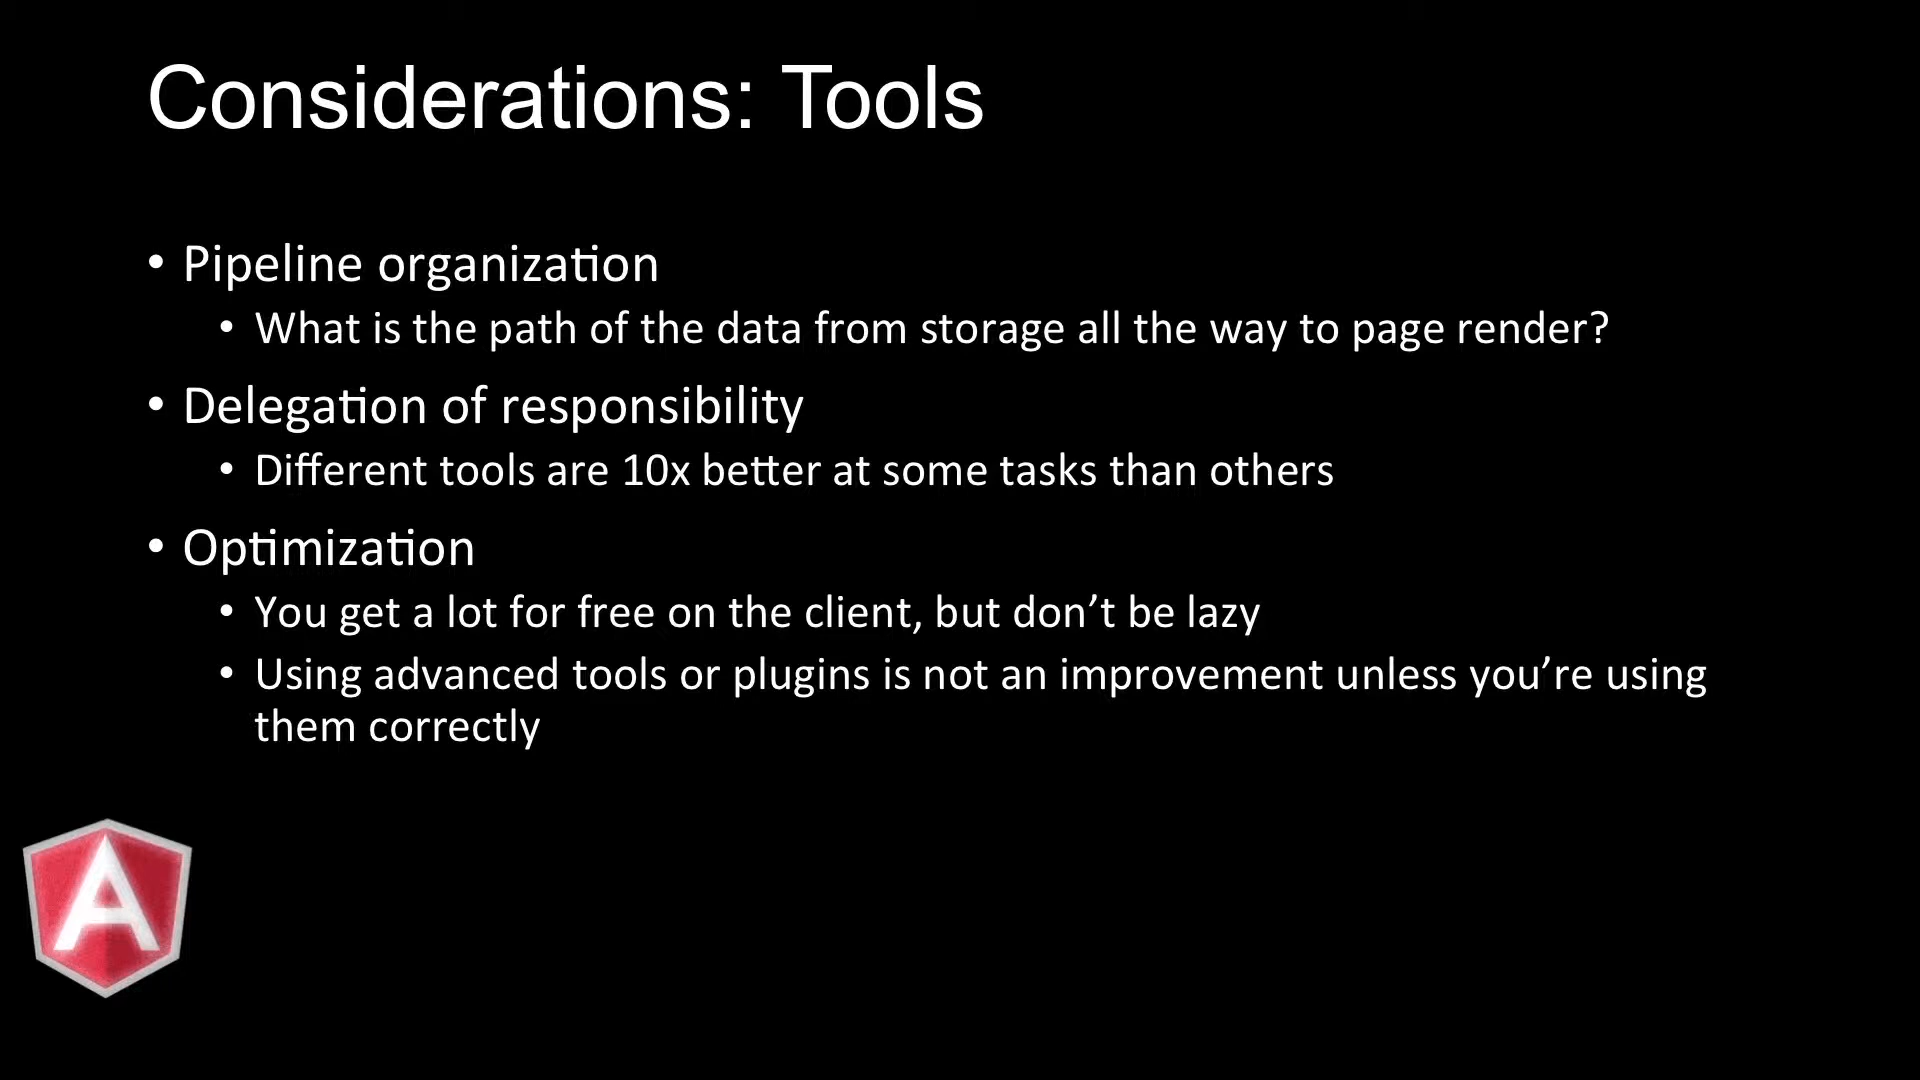 Considerations: Tools
• Pipeline organization
• What is the path of the data from storage all the way to page render?
• Delegation of responsibility
• Different tools are 10x better at some tasks than others
• Optimization
• You get a lot for free on the client, but don’t be lazy
• Using advanced tools or plugins is not an improvement unless you’re using
them correctly
A